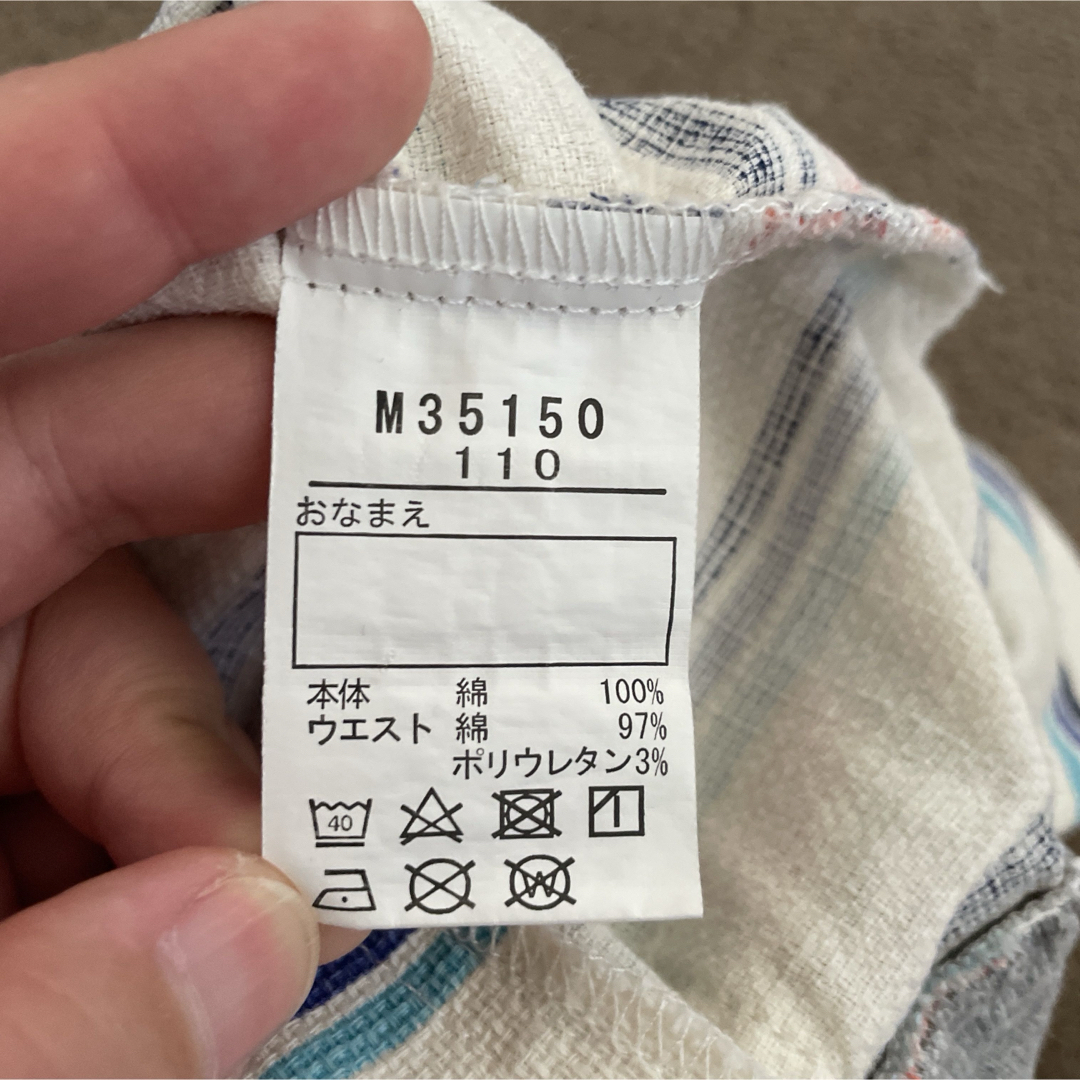 M35150
110
おなまえ
本体 綿 100%
ウエスト 綿 97%
ポリウレタン3%
40
W